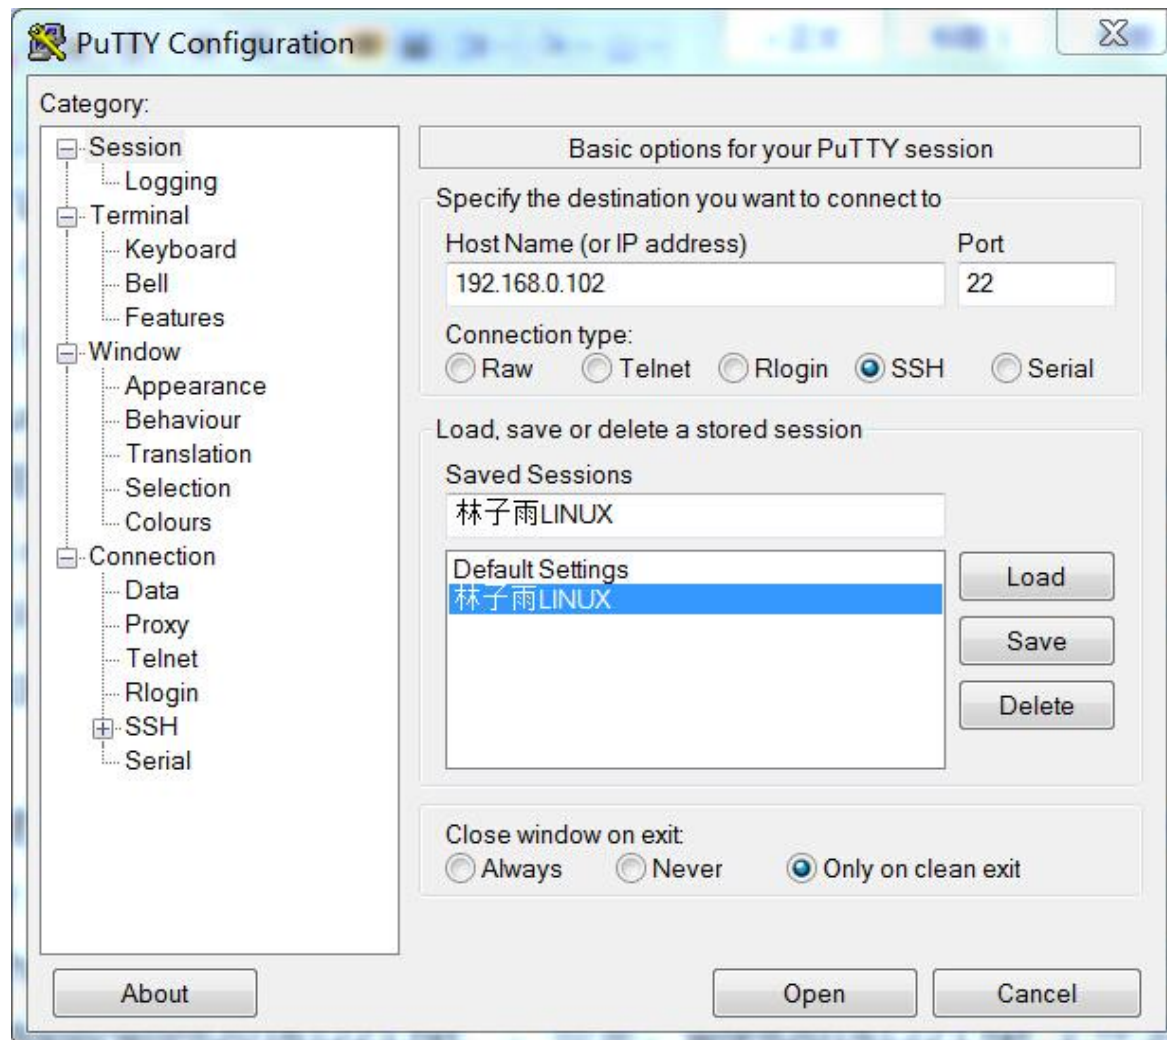 PuTTY Configuration
Category:
Session
Logging
Terminal
Keyboard
Bell
Features
Window
Appearance
Behaviour
Translation
Selection
Colours
Connection
Data
Proxy
Telnet
Rlogin
SSH
Serial
Basic options for your PuTTY session
Specify the destination you want to connect to
Host Name (or IP address) Port
192.168.0.102 22
Connection type:
Raw Telnet Rlogin SSH Serial
Load, save or delete a stored session
Saved Sessions
林子雨LINUX
Default Settings
林子雨LINUX
Load
Save
Delete
Close window on exit:
Always Never Only on clean exit
About Open Cancel